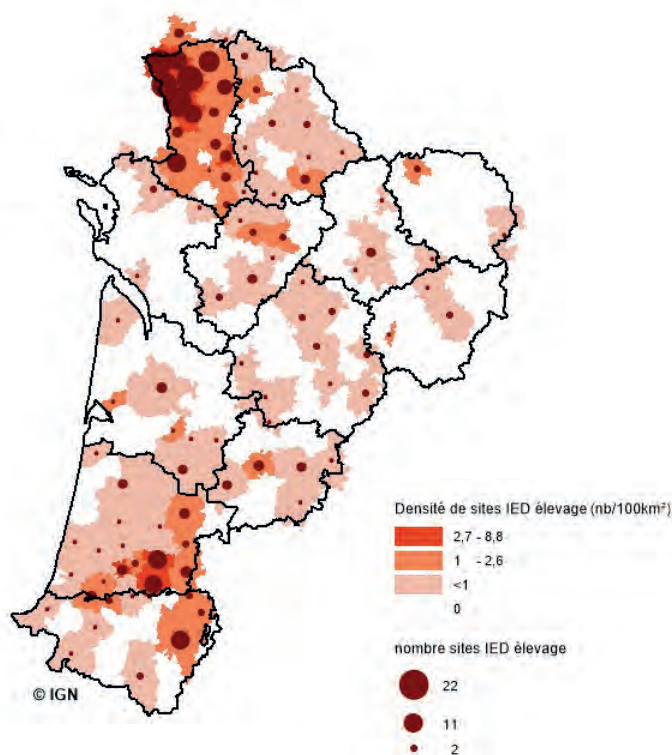 Densité de sites IED élevage (nb/100km²)
2,7 - 8,8
1 - 2,6
<1
0
nombre sites IED élevage
22
11
2
© IGN